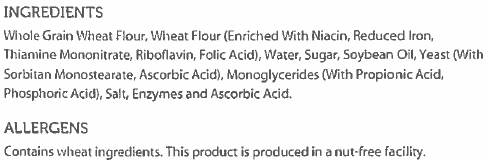 INGREDIENTS
Whole Grain Wheat Flour, Wheat Flour (Enriched With Niacin, Reduced Iron,
Thiamine Mononitrate, Riboflavin, Folic Acid), Water, Sugar, Soybean Oil, Yeast (With
Sorbitan Monostearate, Ascorbic Acid), Monoglycerides (With Propionic Acid,
Phosphoric Acid), Salt, Enzymes and Ascorbic Acid.
ALLERGENS
Contains wheat ingredients. This product is produced in a nut-free facility.